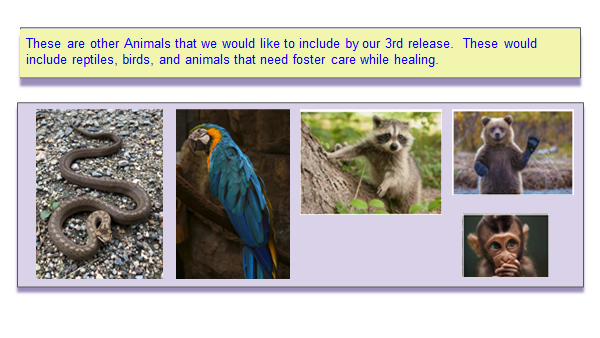 These are other Animals that we would like to include by our 3rd release. These would
include reptiles, birds, and animals that need foster care while healing.